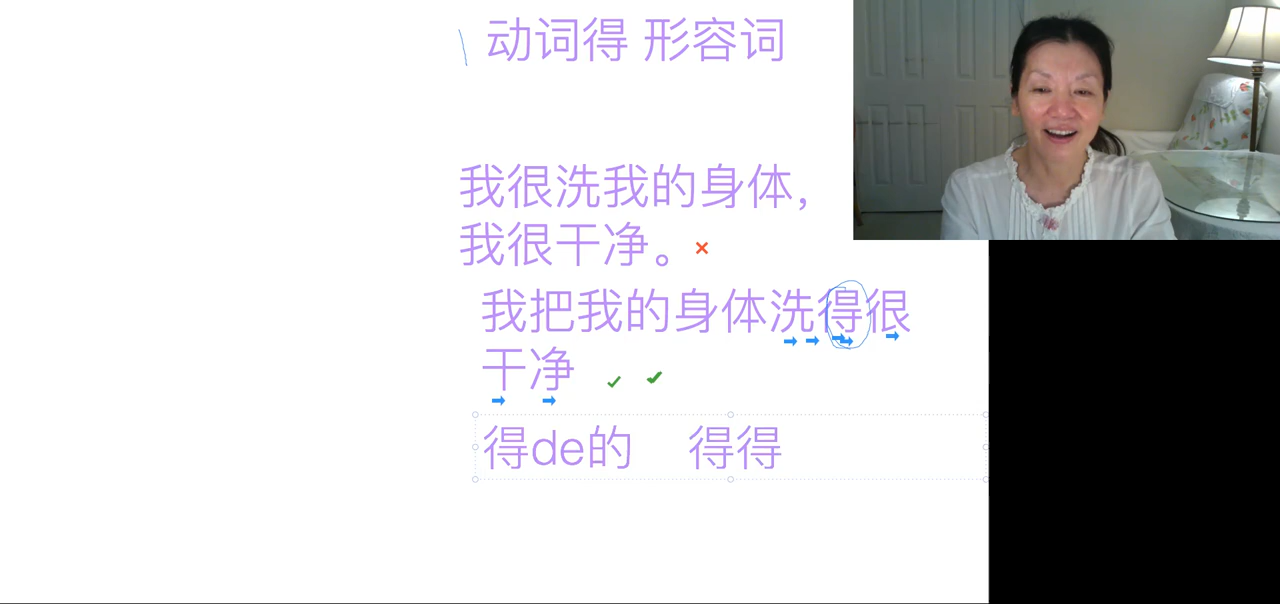 动词得 形容词
我很洗我的身体，
我很干净。
我把我的身体洗得很
干净
得de的 得得